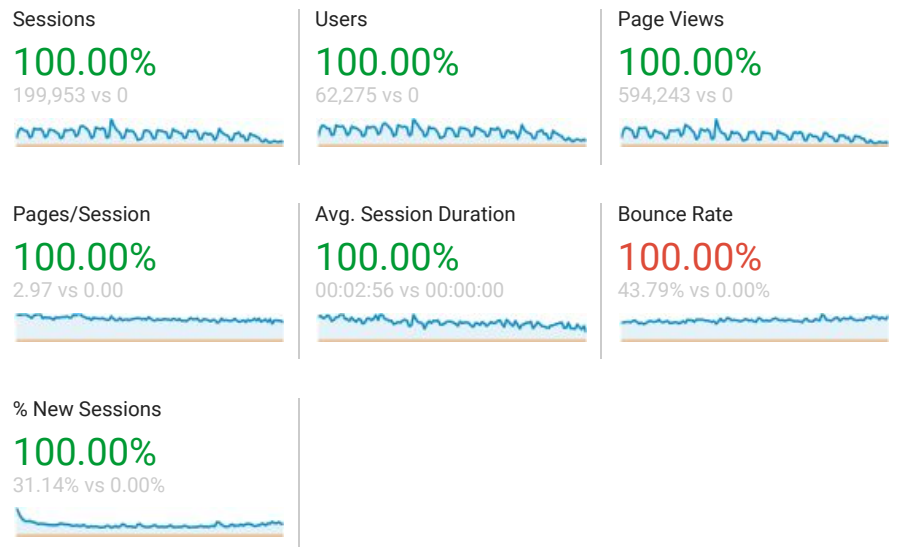 Sessions
100.00%
199,953 vs 0
Users
100.00%
62,275 vs 0
Page Views
100.00%
594,243 vs 0
Pages/Session
100.00%
2.97 vs 0.00
Avg. Session Duration
100.00%
00:02:56 vs 00:00:00
Bounce Rate
100.00%
43.79% vs 0.00%
% New Sessions
100.00%
31.14% vs 0.00%